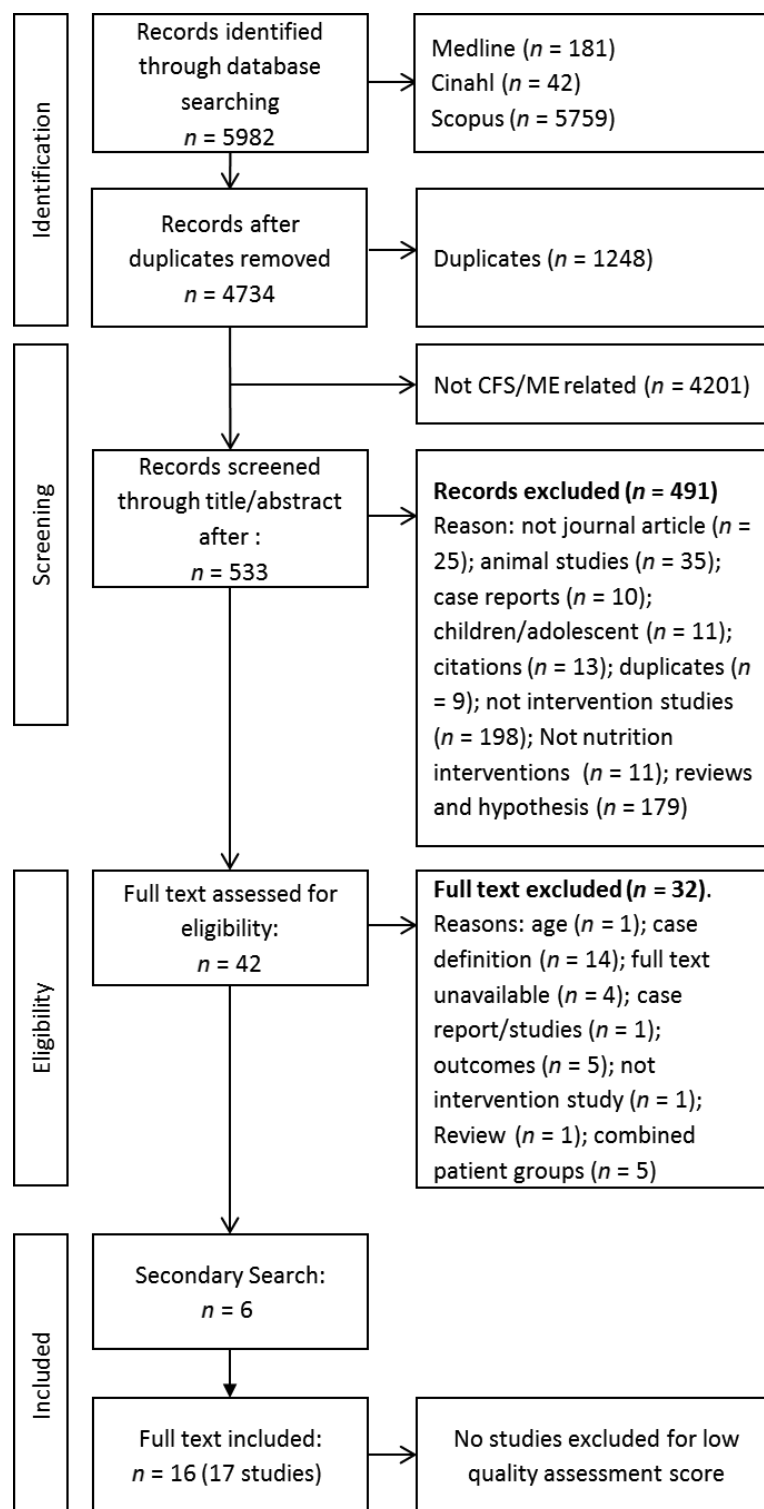 Identification
Records identified
through database
searching
n = 5982
Medline (n = 181)
Cinahl (n = 42)
Scopus (n = 5759)
Records after
duplicates removed
n = 4734
Duplicates (n = 1248)
Screening
Not CFS/ME related (n = 4201)
Records screened
through title/abstract
after :
n = 533
Records excluded (n = 491)
Reason: not journal article (n =
25); animal studies (n = 35);
case reports (n = 10);
children/adolescent (n = 11);
citations (n = 13); duplicates (n
= 9); not intervention studies
(n = 198); Not nutrition
interventions (n = 11); reviews
and hypothesis (n = 179)
Eligibility
Full text assessed for
eligibility:
n = 42
Full text excluded (n = 32).
Reasons: age (n = 1); case
definition (n = 14); full text
unavailable (n = 4); case
report/studies (n = 1);
outcomes (n = 5); not
intervention study (n = 1);
Review (n = 1); combined
patient groups (n = 5)
Included
Secondary Search:
n = 6
Full text included:
n = 16 (17 studies)
No studies excluded for low
quality assessment score